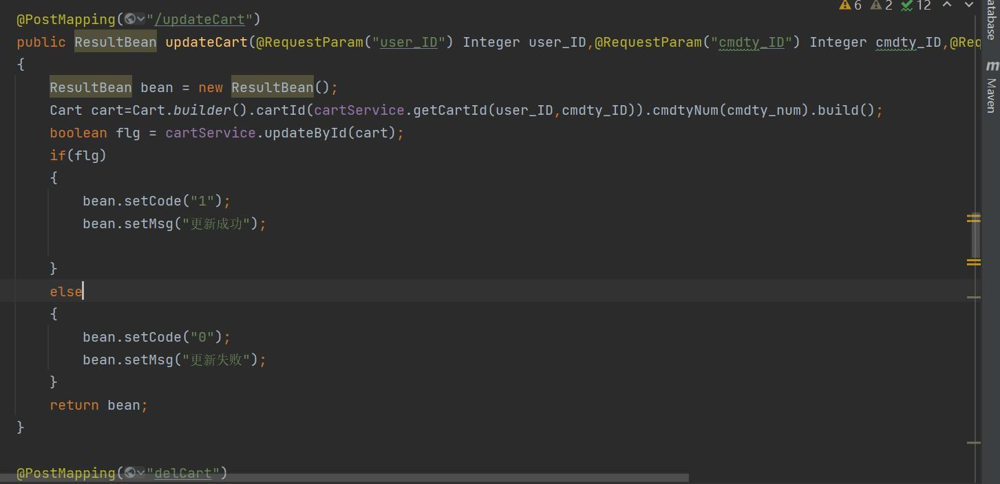 6 2 12
@PostMapping("/updateCart")
public ResultBean updateCart(@RequestParam("user_ID") Integer user_ID,@RequestParam("cmdty_ID") Integer cmdty_ID,@Req
{
ResultBean bean = new ResultBean();
Cart cart=Cart.builder().cartId(cartService.getCartId(user_ID,cmdty_ID)).cmdtyNum(cmdty_num).build();
boolean flg = cartService.updateById(cart);
if(flg)
{
bean.setCode("1");
bean.setMsg("更新成功");
}
else
{
bean.setCode("0");
bean.setMsg("更新失败");
}
return bean;
}
@PostMapping("delCart")
atabase
m
Maven